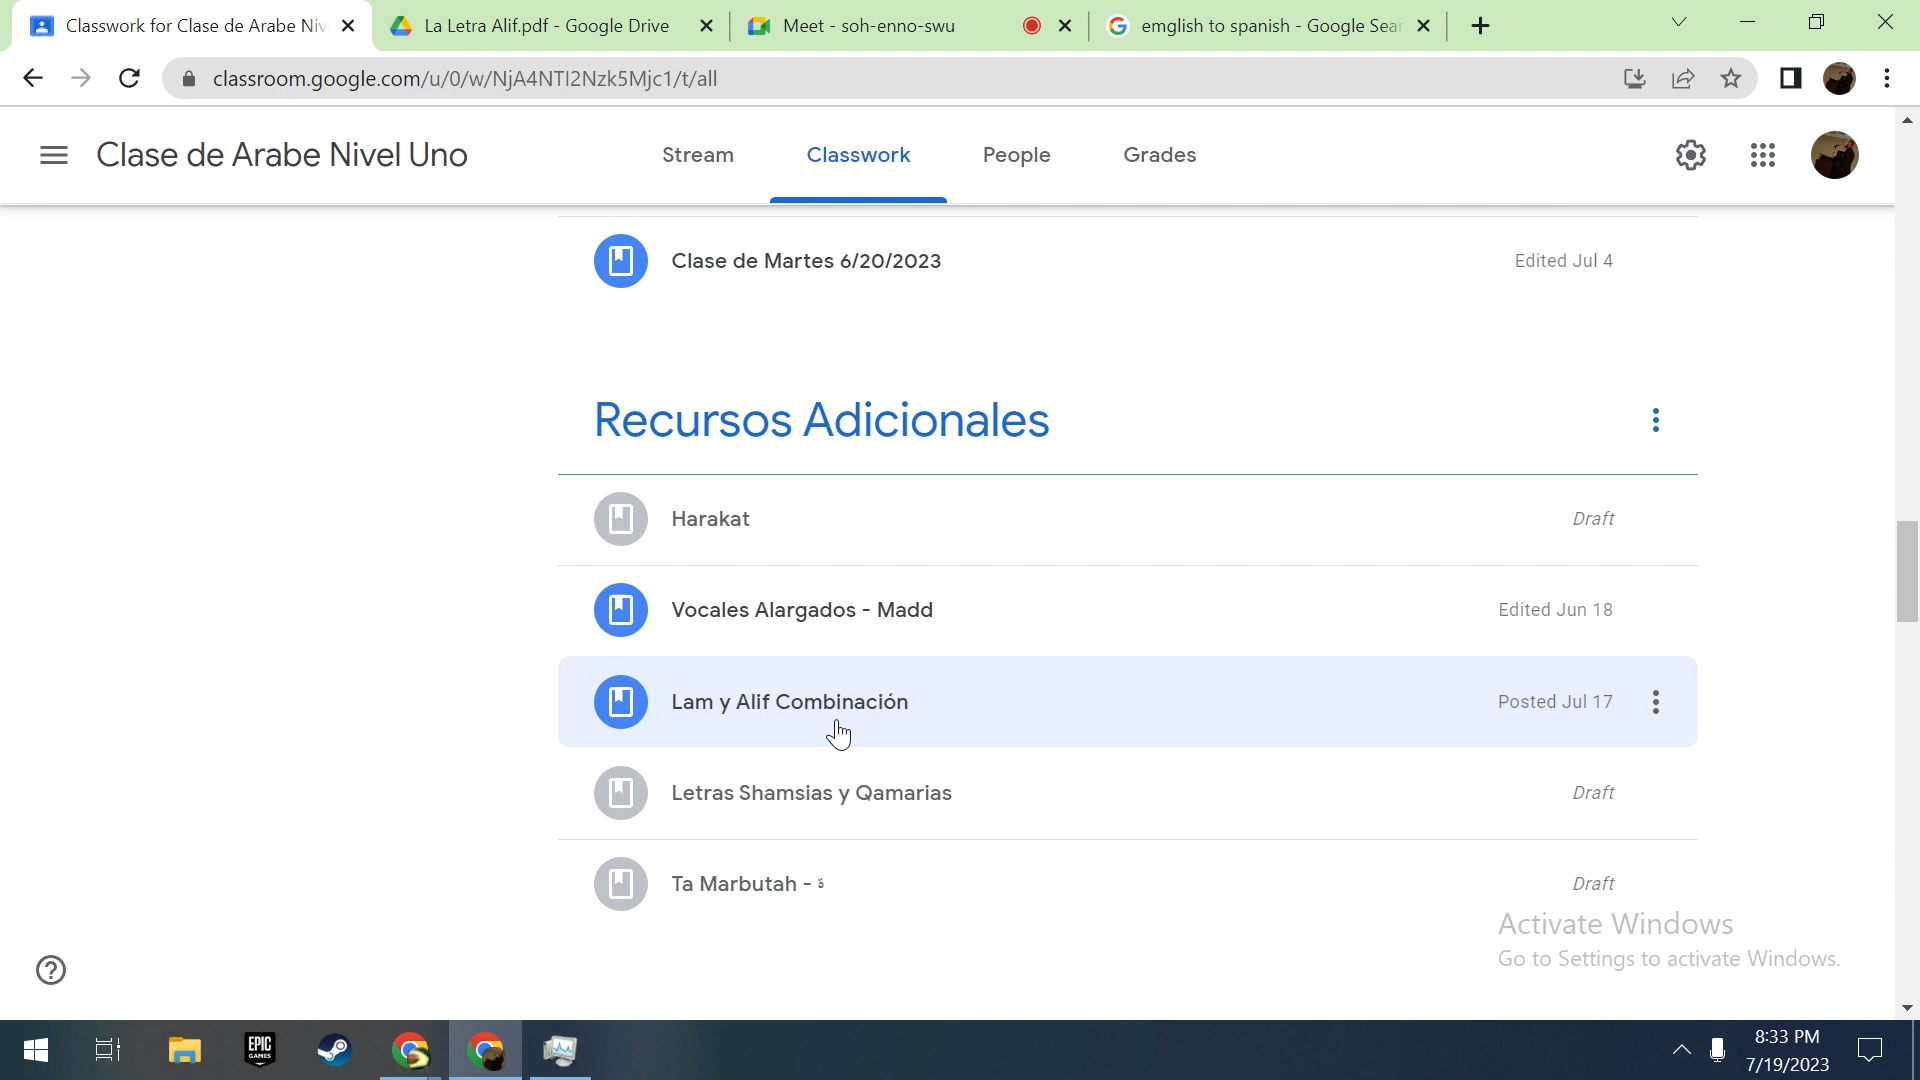 Classwork for Clase de Arabe Niv
La Letra Alif.pdf - Google Drive
Meet - soh-enno-swu
emglish to spanish - Google Sear
classroom.google.com/u/0/w/NjA4NTI2Nzk5Mjc1/t/all
Clase de Arabe Nivel Uno
Stream
Classwork
People
Grades
Clase de Martes 6/20/2023
Edited Jul 4
Recursos Adicionales
Harakat
Draft
Vocales Alargados - Madd
Edited Jun 18
Lam y Alif Combinación
Posted Jul 17
Letras Shamsias y Qamarias
Draft
Ta Marbutah - ة
Draft
Activate Windows
Go to Settings to activate Windows.
EPIC
GAMES
8:33 PM
7/19/2023